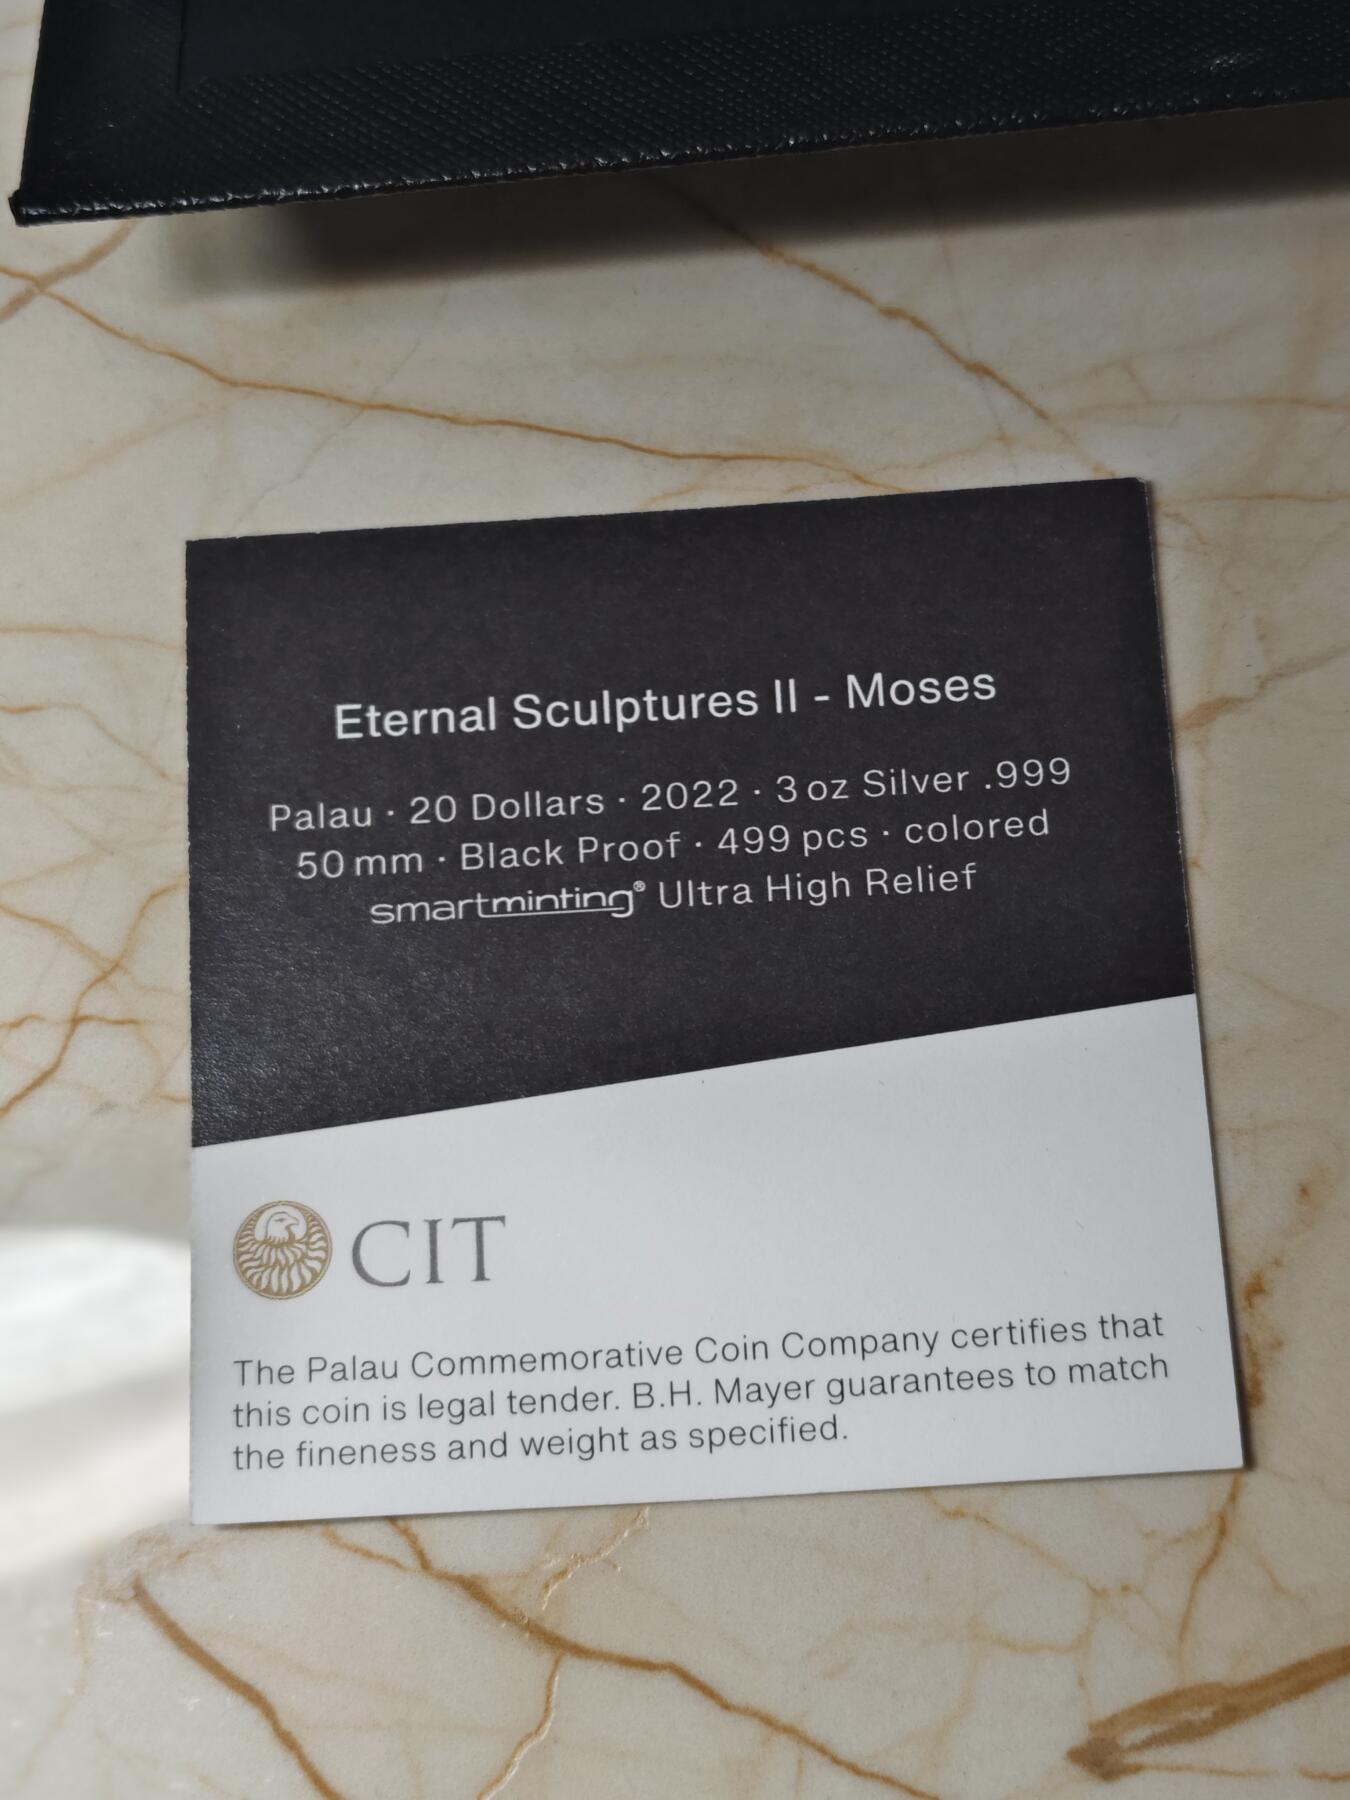 Eternal Sculptures II - Moses
Palau · 20 Dollars · 2022 · 3 oz Silver .999
50 mm · Black Proof · 499 pcs · colored
smartminting® Ultra High Relief
CIT
The Palau Commemorative Coin Company certifies that
this coin is legal tender. B.H. Mayer guarantees to match
the fineness and weight as specified.